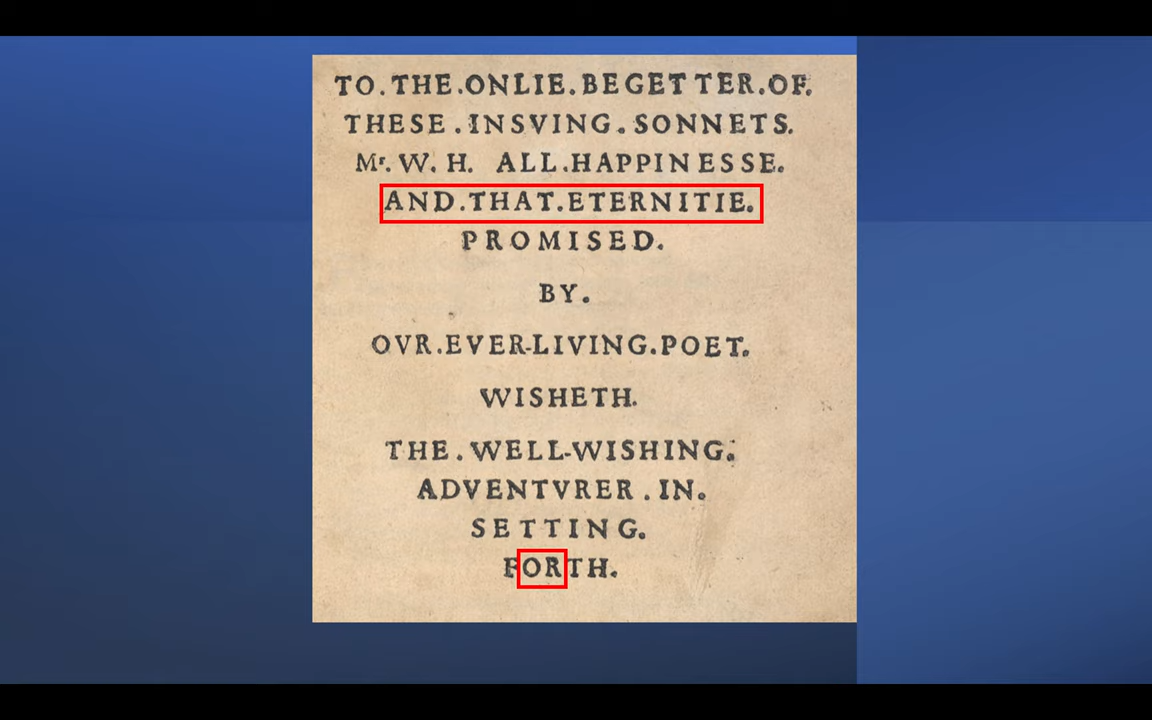 TO.THE.ONLIE.BEGETTER.OF.
THESE.INSVING.SONNETS.
Mr. W. H. ALL.HAPPINESSE.
AND.THAT.ETERNITIE.
PROMISED.
BY.
OVR.EVER-LIVING.POET.
WISHETH.
THE.WELL-WISHING.
ADVENTVRER.IN.
SETTING.
FORTH.